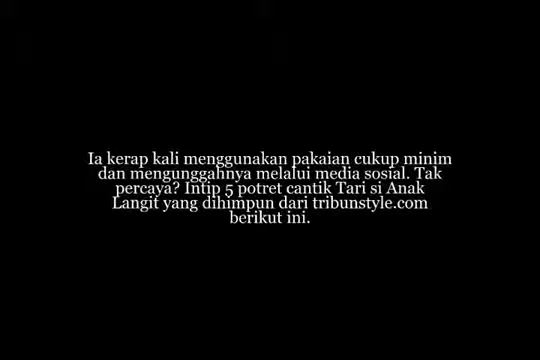 Ia kerap kali menggunakan pakaian cukup minim
dan mengunggahnya melalui media sosial. Tak
percaya? Intip 5 potret cantik Tari si Anak
Langit yang dihimpun dari tribunstyle.com
berikut ini.